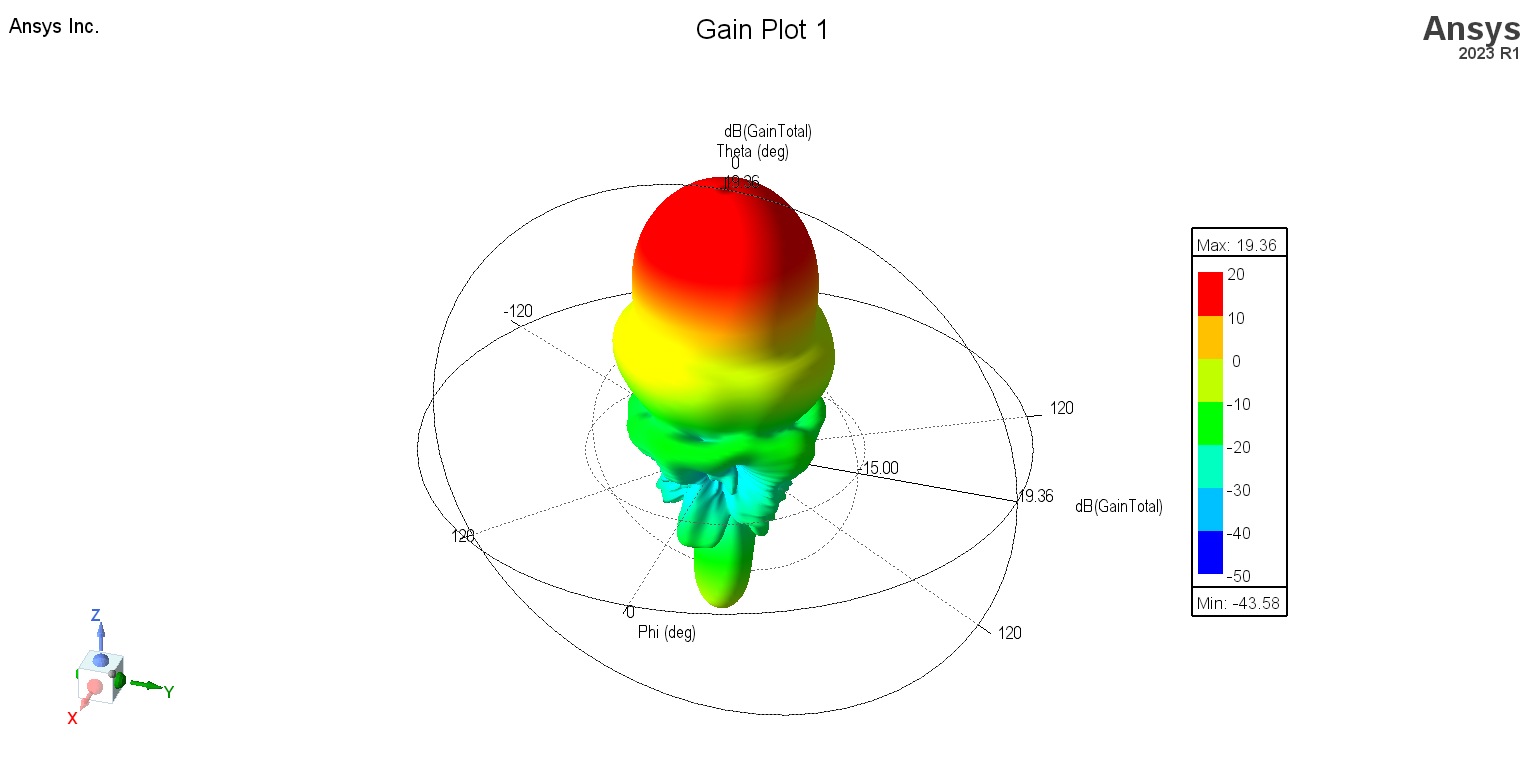 Ansys Inc.
Gain Plot 1
Ansys
2023 R1
dB(GainTotal)
Theta (deg)
0
19.36
-120
120
-15.00
19.36
dB(GainTotal)
120
0
Phi (deg)
120
Max: 19.36
20
10
0
-10
-20
-30
-40
-50
Min: -43.58
Z
Y
X